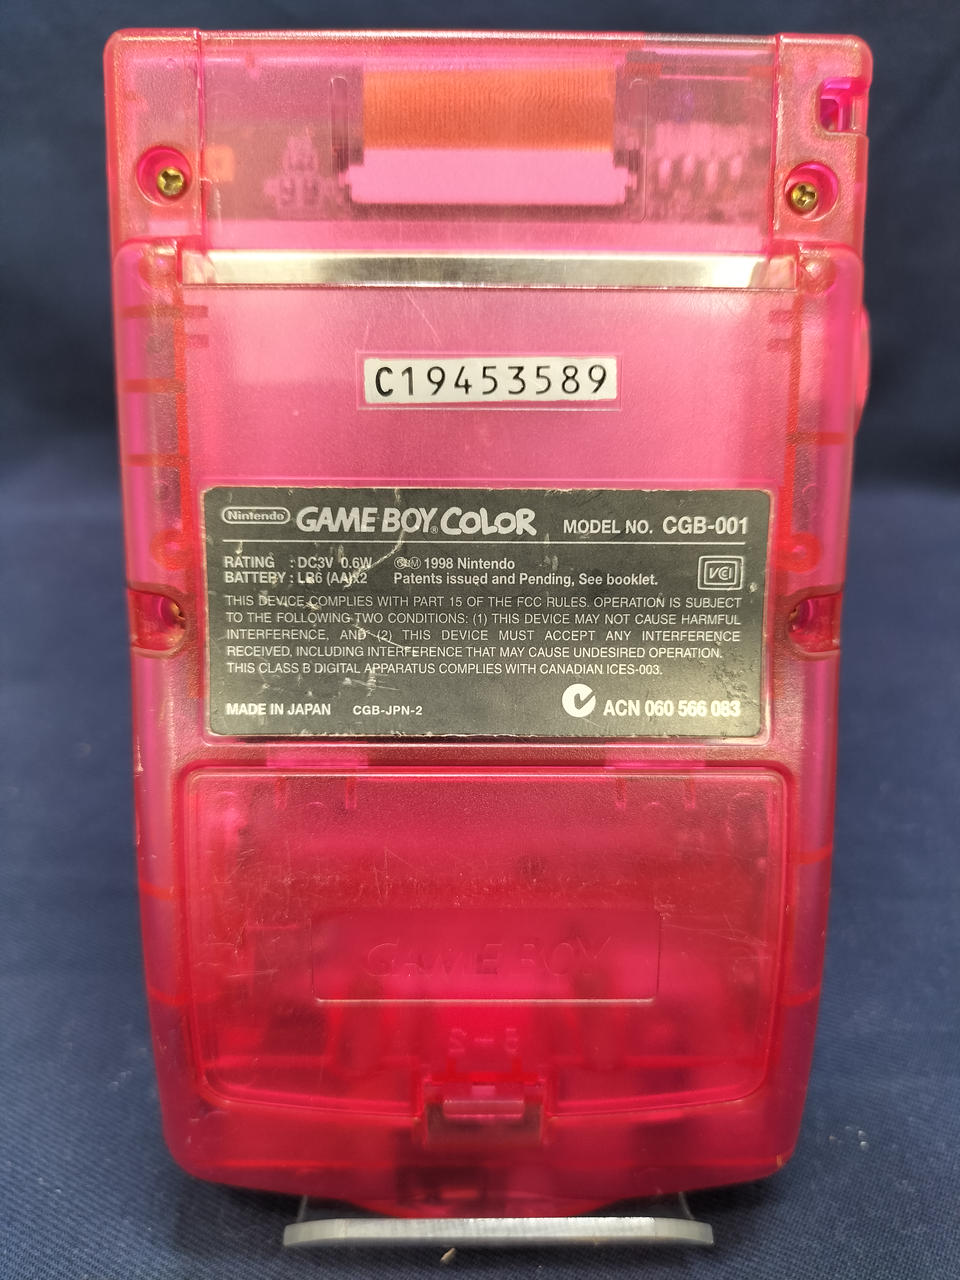 C19453589
Nintendo GAME BOY COLOR MODEL NO. CGB-001
RATING : DC3V 0.6W ©&Ⓜ 1998 Nintendo
BATTERY : LR6 (AA)x2 Patents issued and Pending, See booklet.
VCI
THIS DEVICE COMPLIES WITH PART 15 OF THE FCC RULES. OPERATION IS SUBJECT
TO THE FOLLOWING TWO CONDITIONS: (1) THIS DEVICE MAY NOT CAUSE HARMFUL
INTERFERENCE, AND (2) THIS DEVICE MUST ACCEPT ANY INTERFERENCE
RECEIVED, INCLUDING INTERFERENCE THAT MAY CAUSE UNDESIRED OPERATION.
THIS CLASS B DIGITAL APPARATUS COMPLIES WITH CANADIAN ICES-003.
MADE IN JAPAN CGB-JPN-2 ACN 060 566 083
GAME BOY